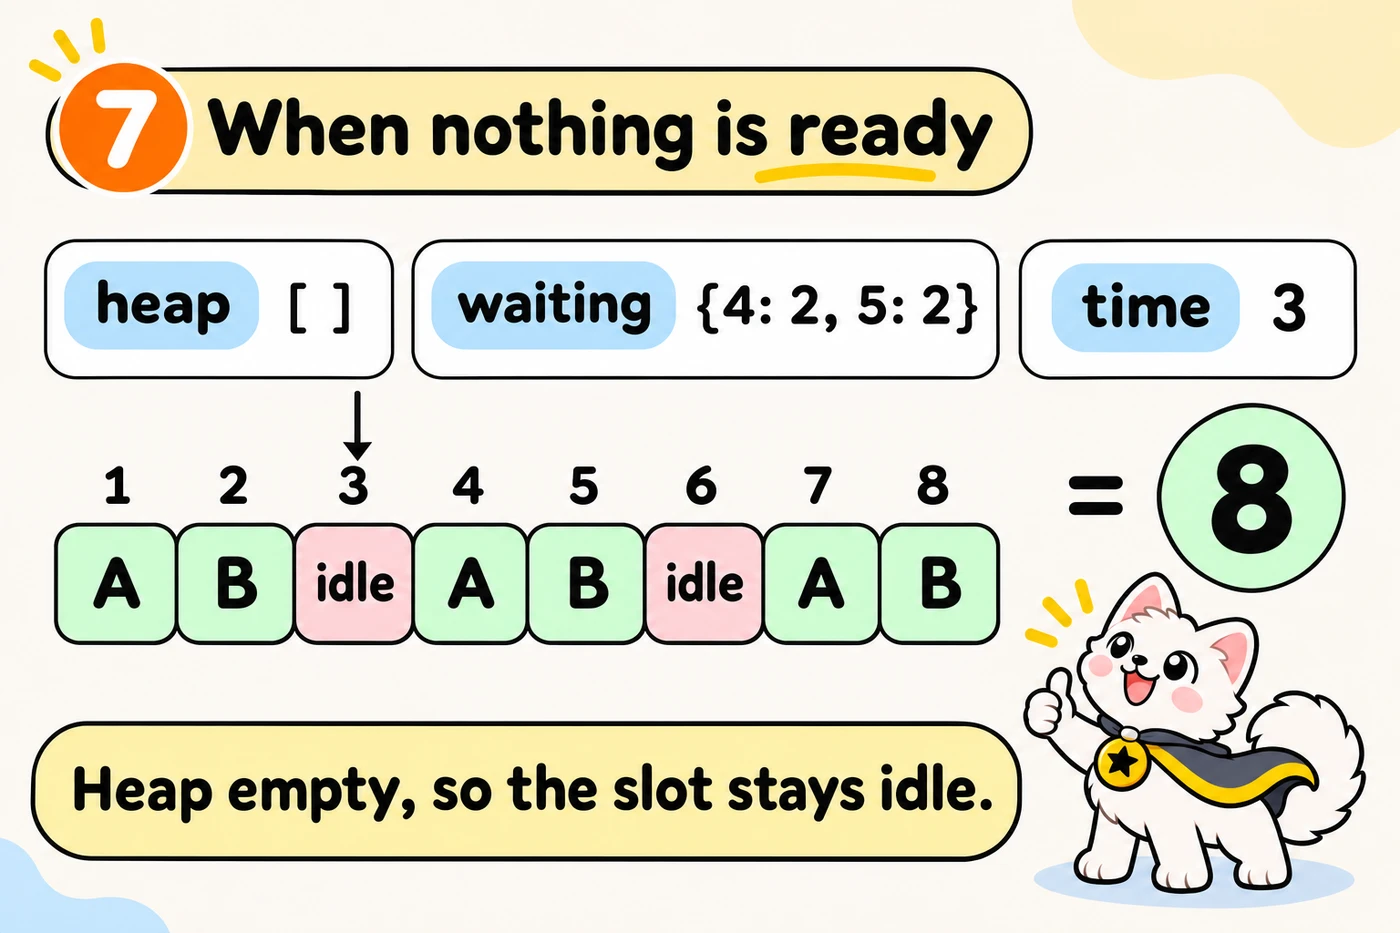 7 When nothing is ready
heap [ ] waiting {4: 2, 5: 2} time 3
1 2 3 4 5 6 7 8
A B idle A B idle A B
= 8
Heap empty, so the slot stays idle.